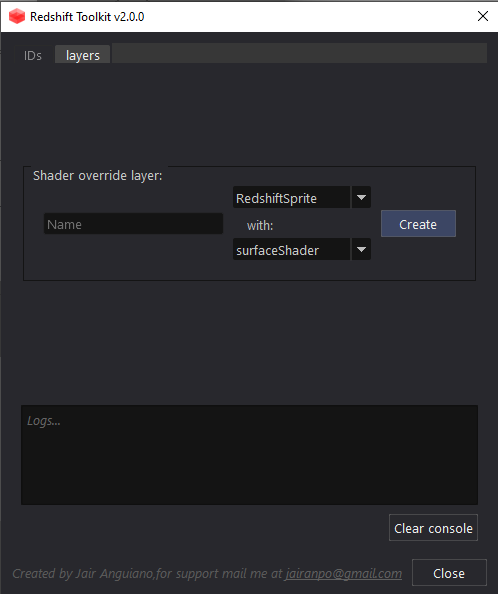 Redshift Toolkit v2.0.0
IDs layers
Shader override layer:
RedshiftSprite
Name with: Create
surfaceShader
Logs...
Clear console
Created by Jair Anguiano,for support mail me at jairanpo@gmail.com Close